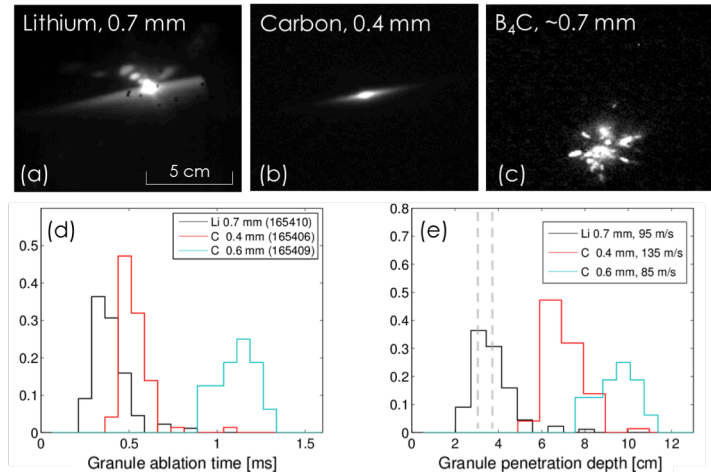 Lithium, 0.7 mm
(a)
5 cm
Carbon, 0.4 mm
(b)
B₄C, ~0.7 mm
(c)
(d)
Li 0.7 mm (165410)
C 0.4 mm (165406)
C 0.6 mm (165409)
0.5
0.4
0.3
0.2
0.1
0
0 0.5 1 1.5
Granule ablation time [ms]
(e)
Li 0.7 mm, 95 m/s
C 0.4 mm, 135 m/s
C 0.6 mm, 85 m/s
0.8
0.7
0.6
0.5
0.4
0.3
0.2
0.1
0
0 2 4 6 8 10 12
Granule penetration depth [cm]